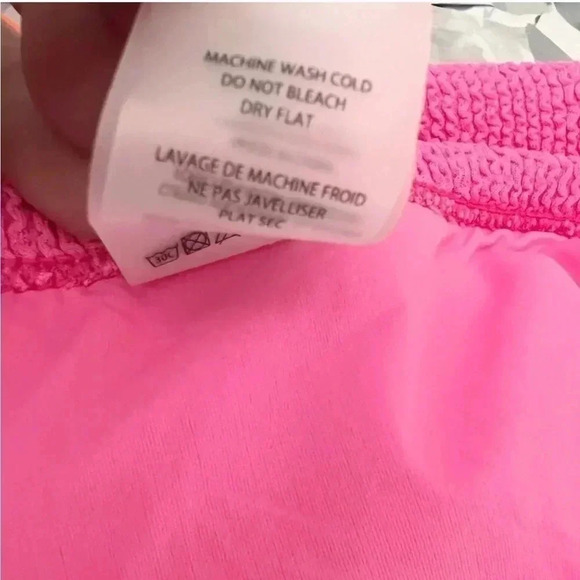 MACHINE WASH COLD
DO NOT BLEACH
DRY FLAT
LAVAGE DE MACHINE FROID
NE PAS JAVELLISER
PLAT SEC
30C